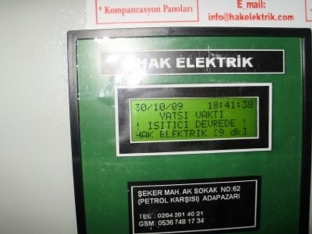 * Kompanzasyon Panoları
E_mail:
info@hakelektrik.com
HAK ELEKTRİK
30/10/09 18:41:38
YATSI VAKTI
! ISITICI DEVREDE !
HAK ELEKTRIK [9 dk]
ŞEKER MAH. AK SOKAK NO:62
(PETROL KARŞISI) ADAPAZARI
TEL : 0264 291 40 21
GSM: 0536 748 17 34